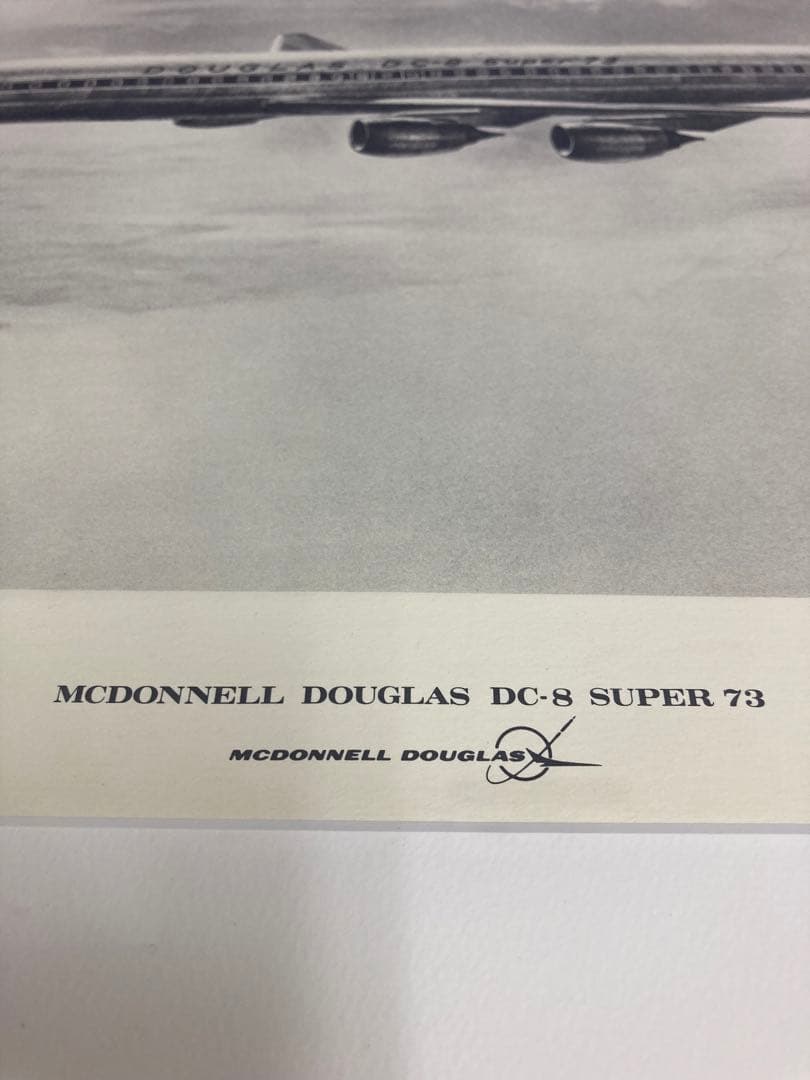 DOUGLAS DC-8 Super 73
MCDONNELL DOUGLAS DC-8 SUPER 73
MCDONNELL DOUGLAS